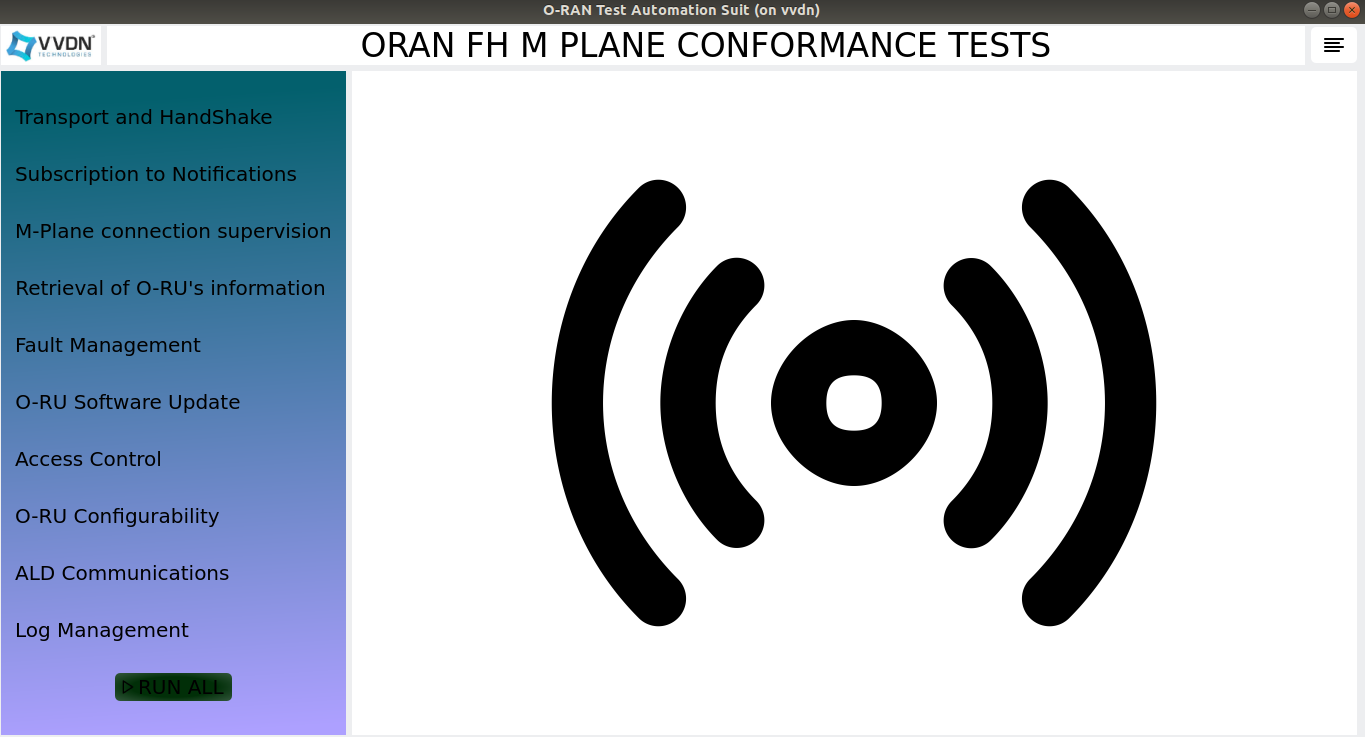 O-RAN Test Automation Suit (on vvdn)
VVDN
TECHNOLOGIES
ORAN FH M PLANE CONFORMANCE TESTS
Transport and HandShake
Subscription to Notifications
M-Plane connection supervision
Retrieval of O-RU's information
Fault Management
O-RU Software Update
Access Control
O-RU Configurability
ALD Communications
Log Management
RUN ALL